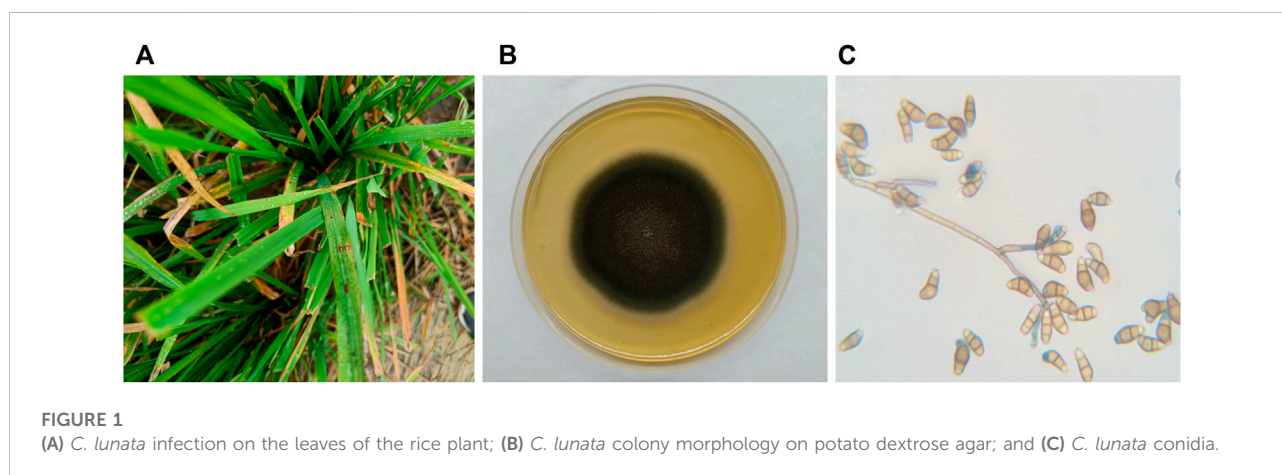 A B C
FIGURE 1
(A) C. lunata infection on the leaves of the rice plant; (B) C. lunata colony morphology on potato dextrose agar; and (C) C. lunata conidia.